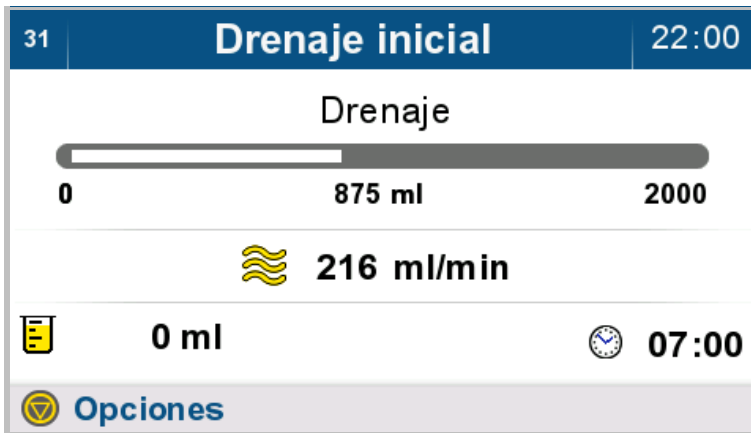 31 Drenaje inicial 22:00
Drenaje
0 875 ml 2000
216 ml/min
0 ml 07:00
Opciones